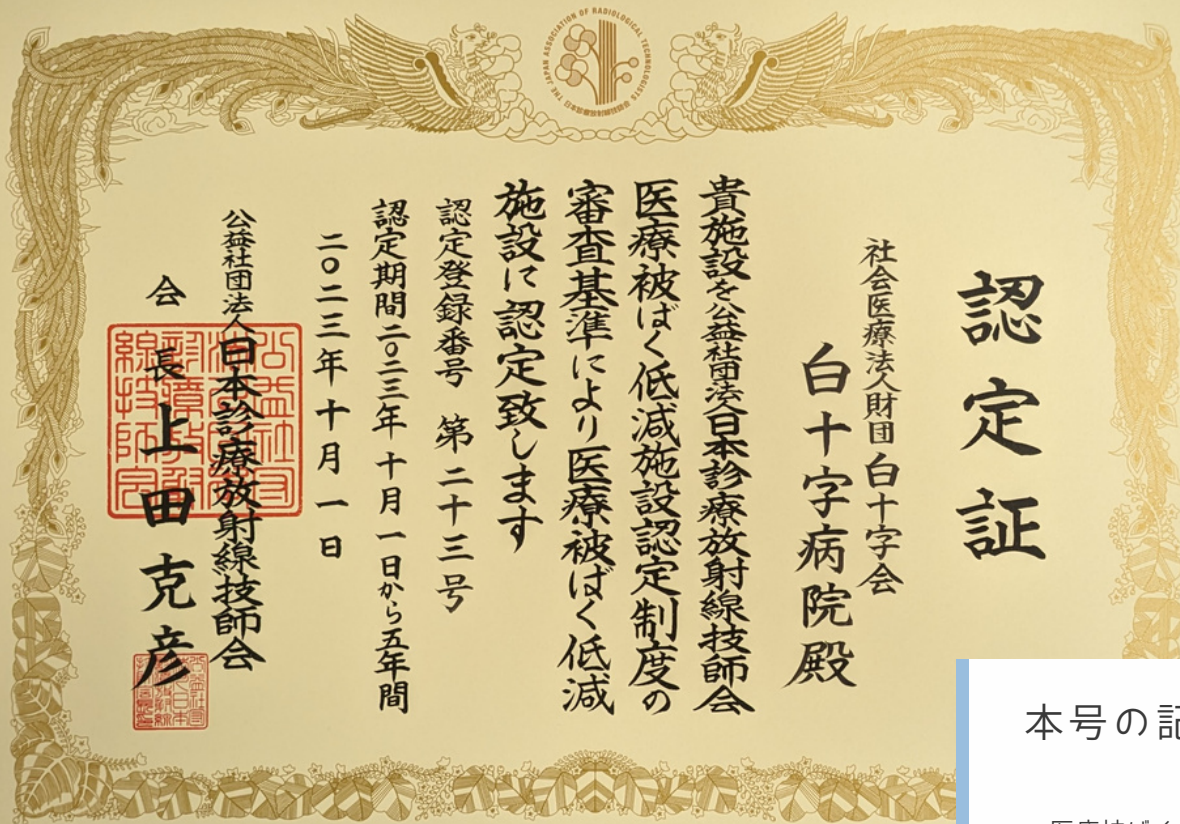 THE JAPAN ASSOCIATION OF RADIOLOGICAL TECHNOLOGISTS
認定証
社会医療法人財団 白十字会
白十字病院殿
貴施設を公益社団法人日本診療放射線技師会
医療被ばく低減施設認定制度の
審査基準により医療被ばく低減
施設に認定致します
認定登録番号 第二十三号
認定期間二〇二三年十月一日から五年間
二〇二三年十月一日
公益社団法人日本診療放射線技師会
会長上田克彦
本号の記